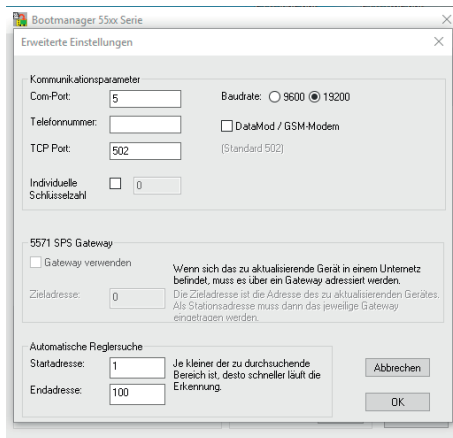 Bootmanager 55xx Serie
Erweiterte Einstellungen
Kommunikationsparameter
Com-Port: 5 Baudrate: 9600 19200
Telefonnummer: DataMod / GSM-Modem
TCP Port: 502 (Standard 502)
Individuelle
Schlüsselzahl 0
5571 SPS Gateway
Gateway verwenden
Wenn sich das zu aktualisierende Gerät in einem Unternetz
befindet, muss es über ein Gateway adressiert werden.
Zieladresse: 0
Die Zieladresse ist die Adresse des zu aktualisierenden Gerätes.
Als Stationsadresse muss dann das jeweilige Gateway
eingetragen werden.
Automatische Reglersuche
Startadresse: 1
Endadresse: 100
Je kleiner der zu durchsuchende
Bereich ist, desto schneller läuft die
Erkennung.
Abbrechen
OK